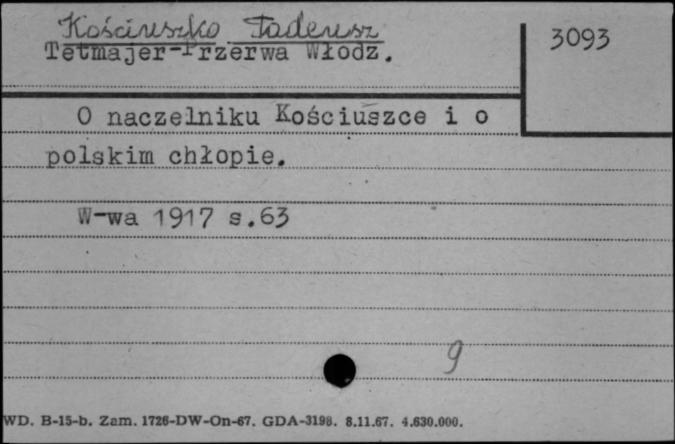 Kościuszko Tadeusz
3093
Tetmajer-Przerwa Włodz.
O naczelniku Kościuszce i o
polskim chłopie.
W-wa 1917 s.63
9
WD. B-15-b. Zam. 1726-DW-On-67. GDA-3198. 8.11.67. 4.630.000.